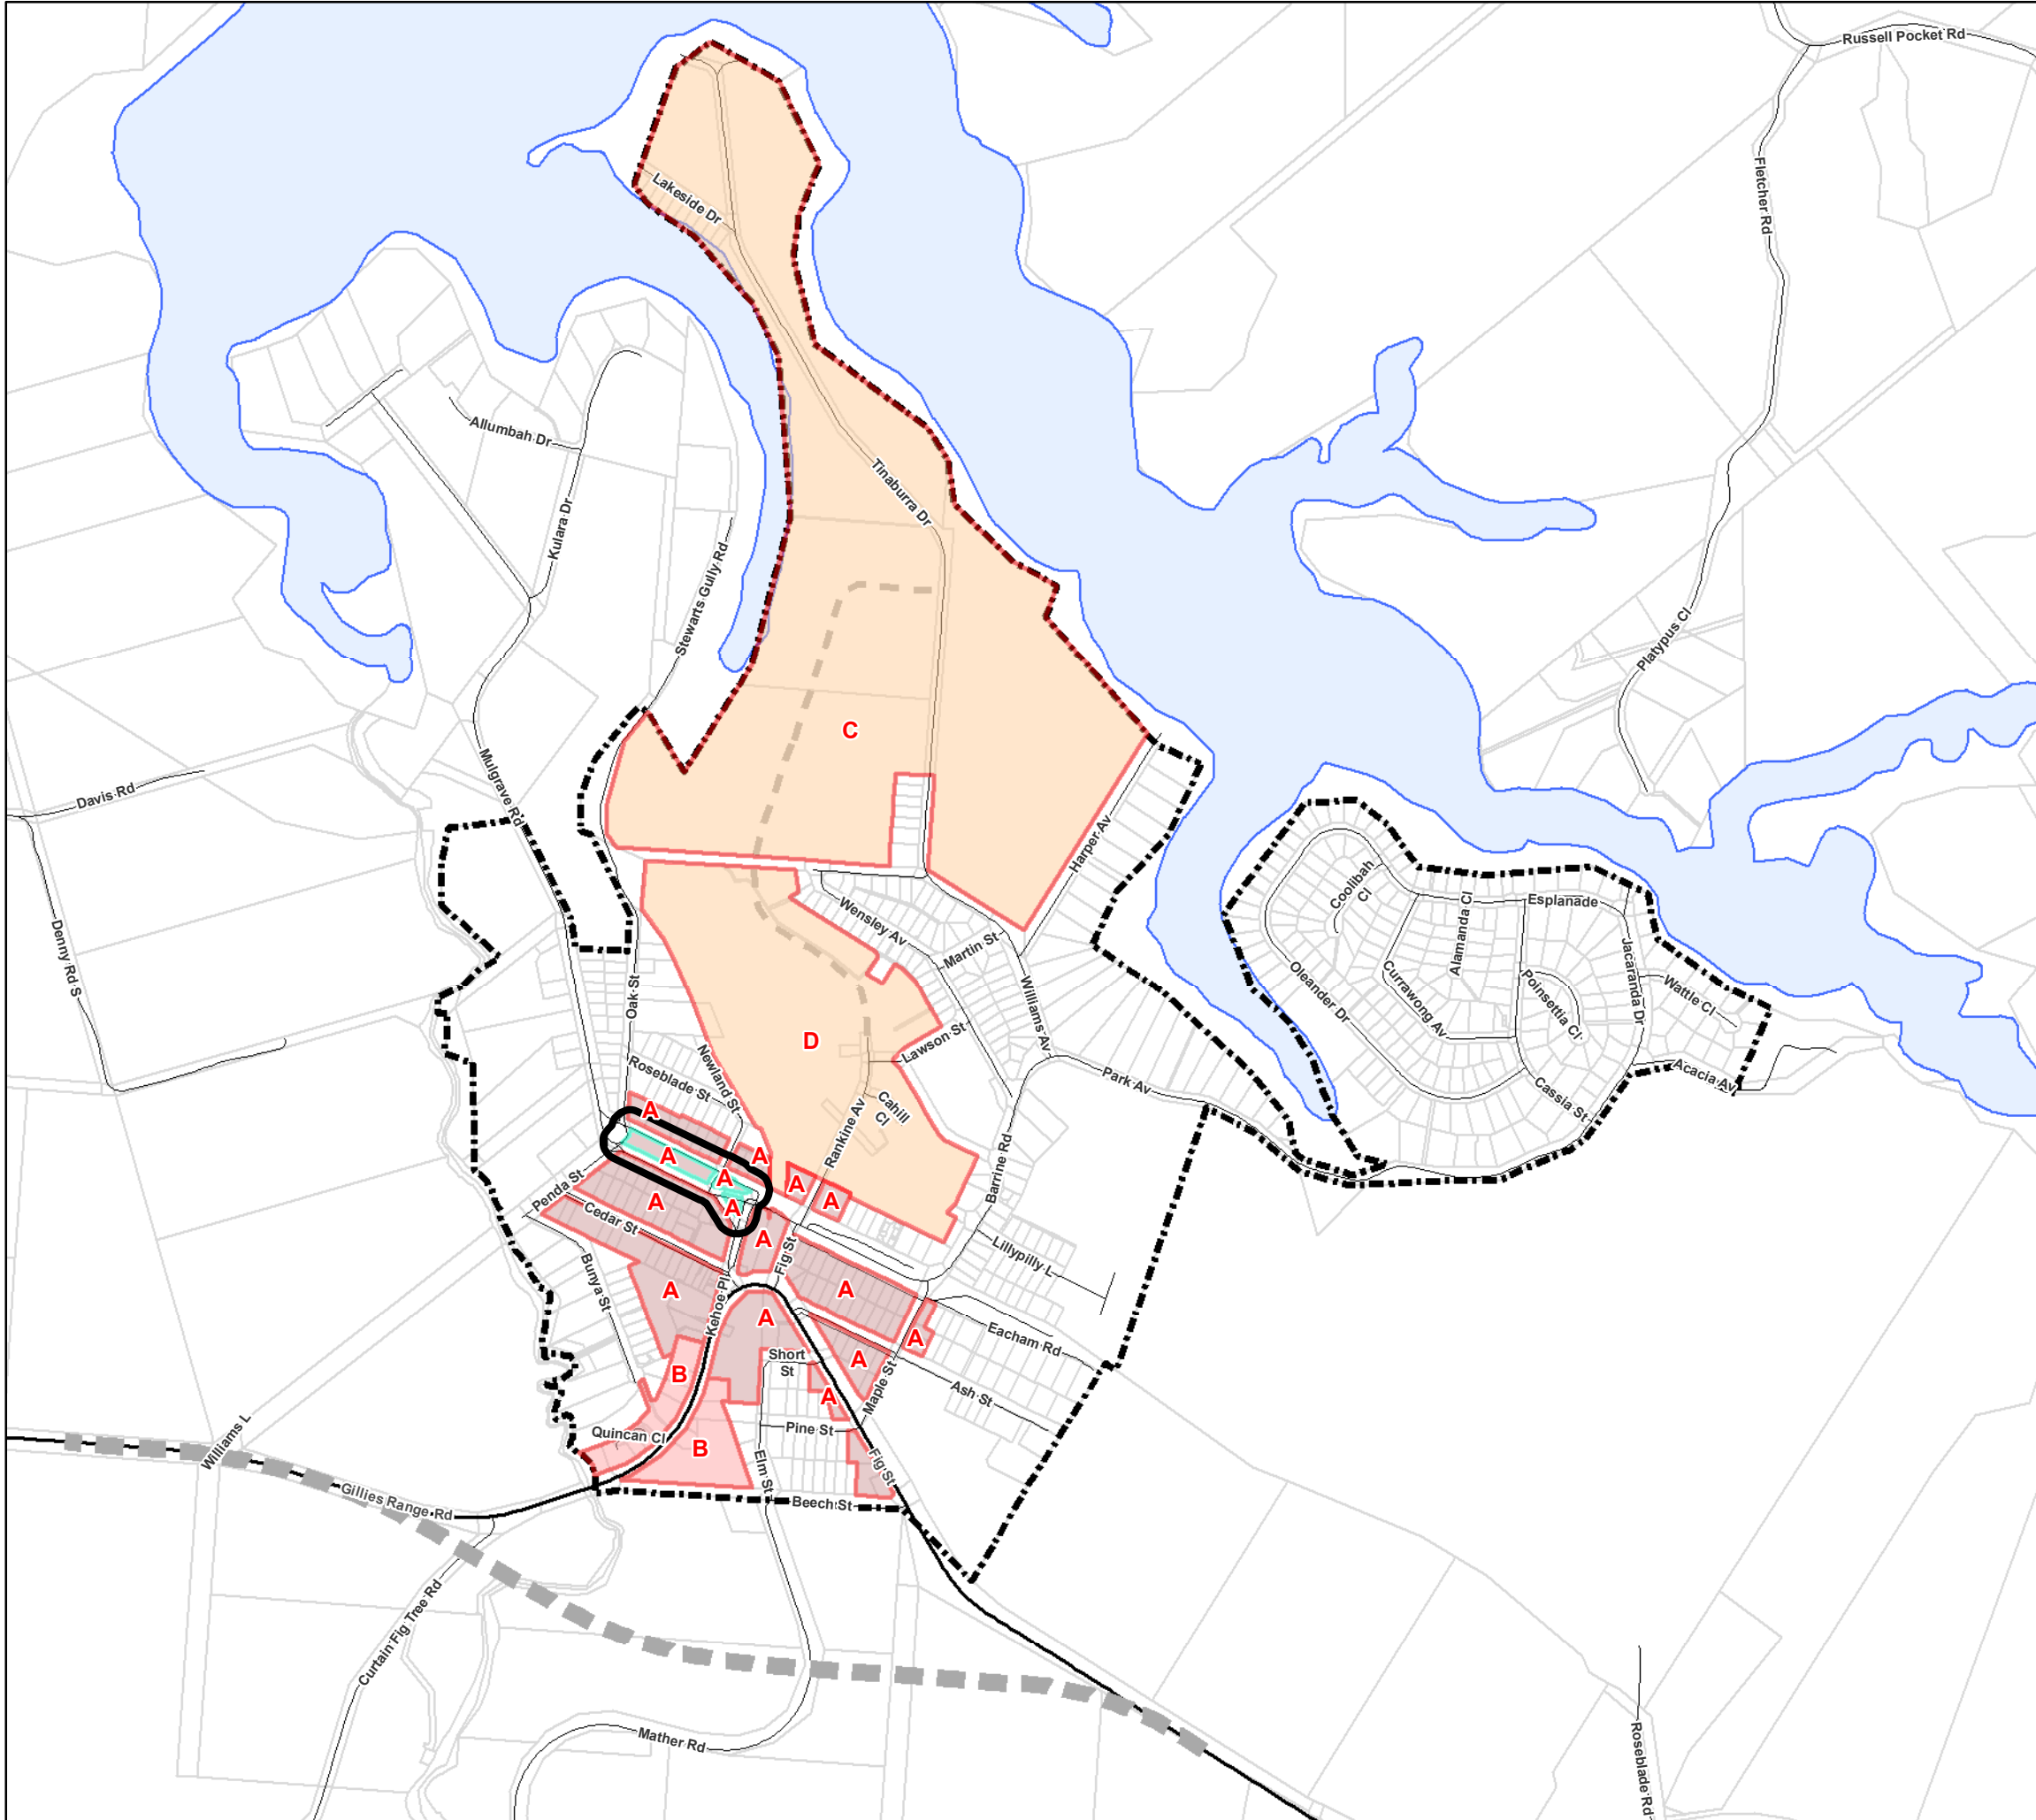 Russell Pocket Rd
Fletcher Rd
Lakeside Dr
Allumbah Dr
Tinaburra Dr
Kulara Dr
Stewarts Gully Rd
Platypus Cl
C
Mulgrave Rd
Davis Rd
Harper Av
Coolibah
Cl
Esplanade
Alamanda Cl
Wensley Av
Martin St
Denny Rd S
Jacaranda Dr
Currawong Av
Poinsettia Cl
Wattle Cl
Oleander Dr
Oak St
Williams Av
D
Lawson St
Newland St
Roseblade St
Park Av
Acacia Av
Cassia St
Cahill
Cl
Rankine Av
A
A
A
A
A
A
Penda St
A
A
Barrine Rd
Cedar St
A
Fig St
Lillypilly L
Bunya St
A
A
Kehoe Pl
A
Eacham Rd
A
Short
St
A
B
Maple St
Ash St
A
Pine St
Quincan Cl
B
Williams L
Elm St
Fig St
Gillies Range Rd
Beech St
Curtain Fig Tree Rd
Mather Rd
Roseblade Rd